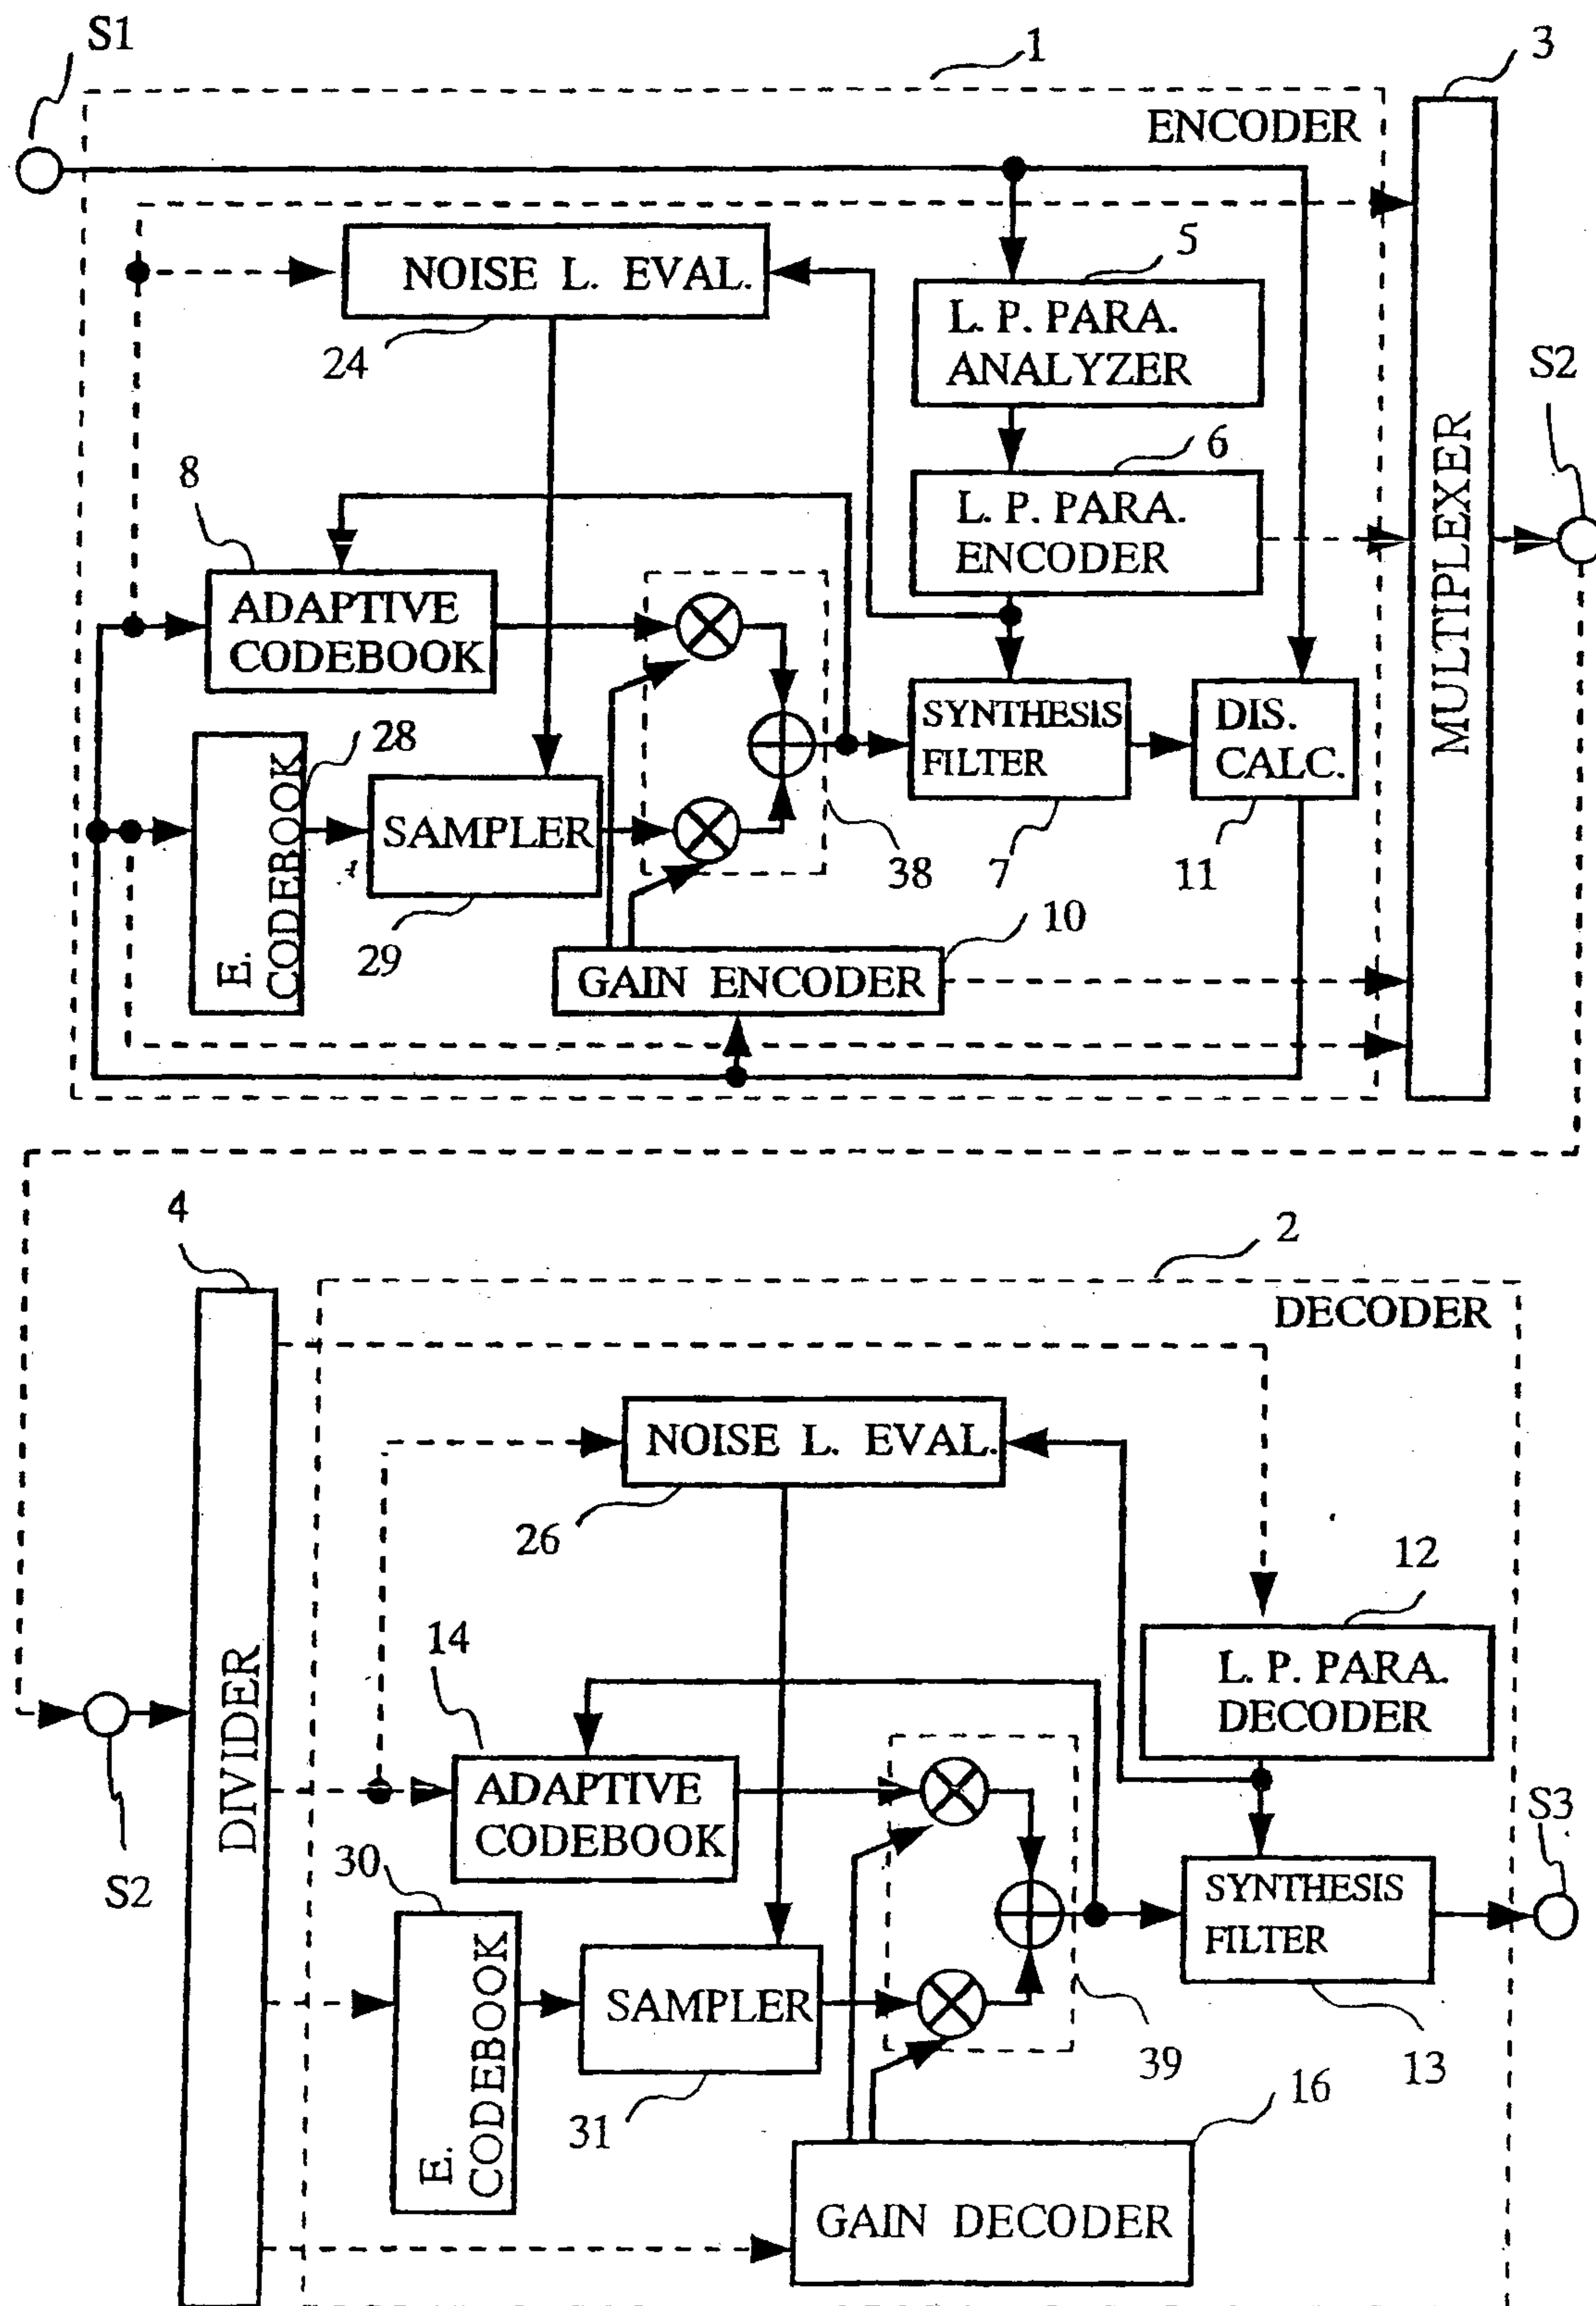 S1
1
3
ENCODER
NOISE L. EVAL.
24
5
L. P. PARA.
ANALYZER
S2
6
L. P. PARA.
ENCODER
MULTIPLEXER
8
ADAPTIVE
CODEBOOK
SYNTHESIS
FILTER
DIS.
CALC.
28
E.
CODEBOOK
SAMPLER
38
7
11
29
10
GAIN ENCODER
4
2
DECODER
NOISE L. EVAL.
26
12
L. P. PARA.
DECODER
14
ADAPTIVE
CODEBOOK
DIVIDER
S2
S3
30
SYNTHESIS
FILTER
E.
CODEBOOK
SAMPLER
39
13
31
16
GAIN DECODER